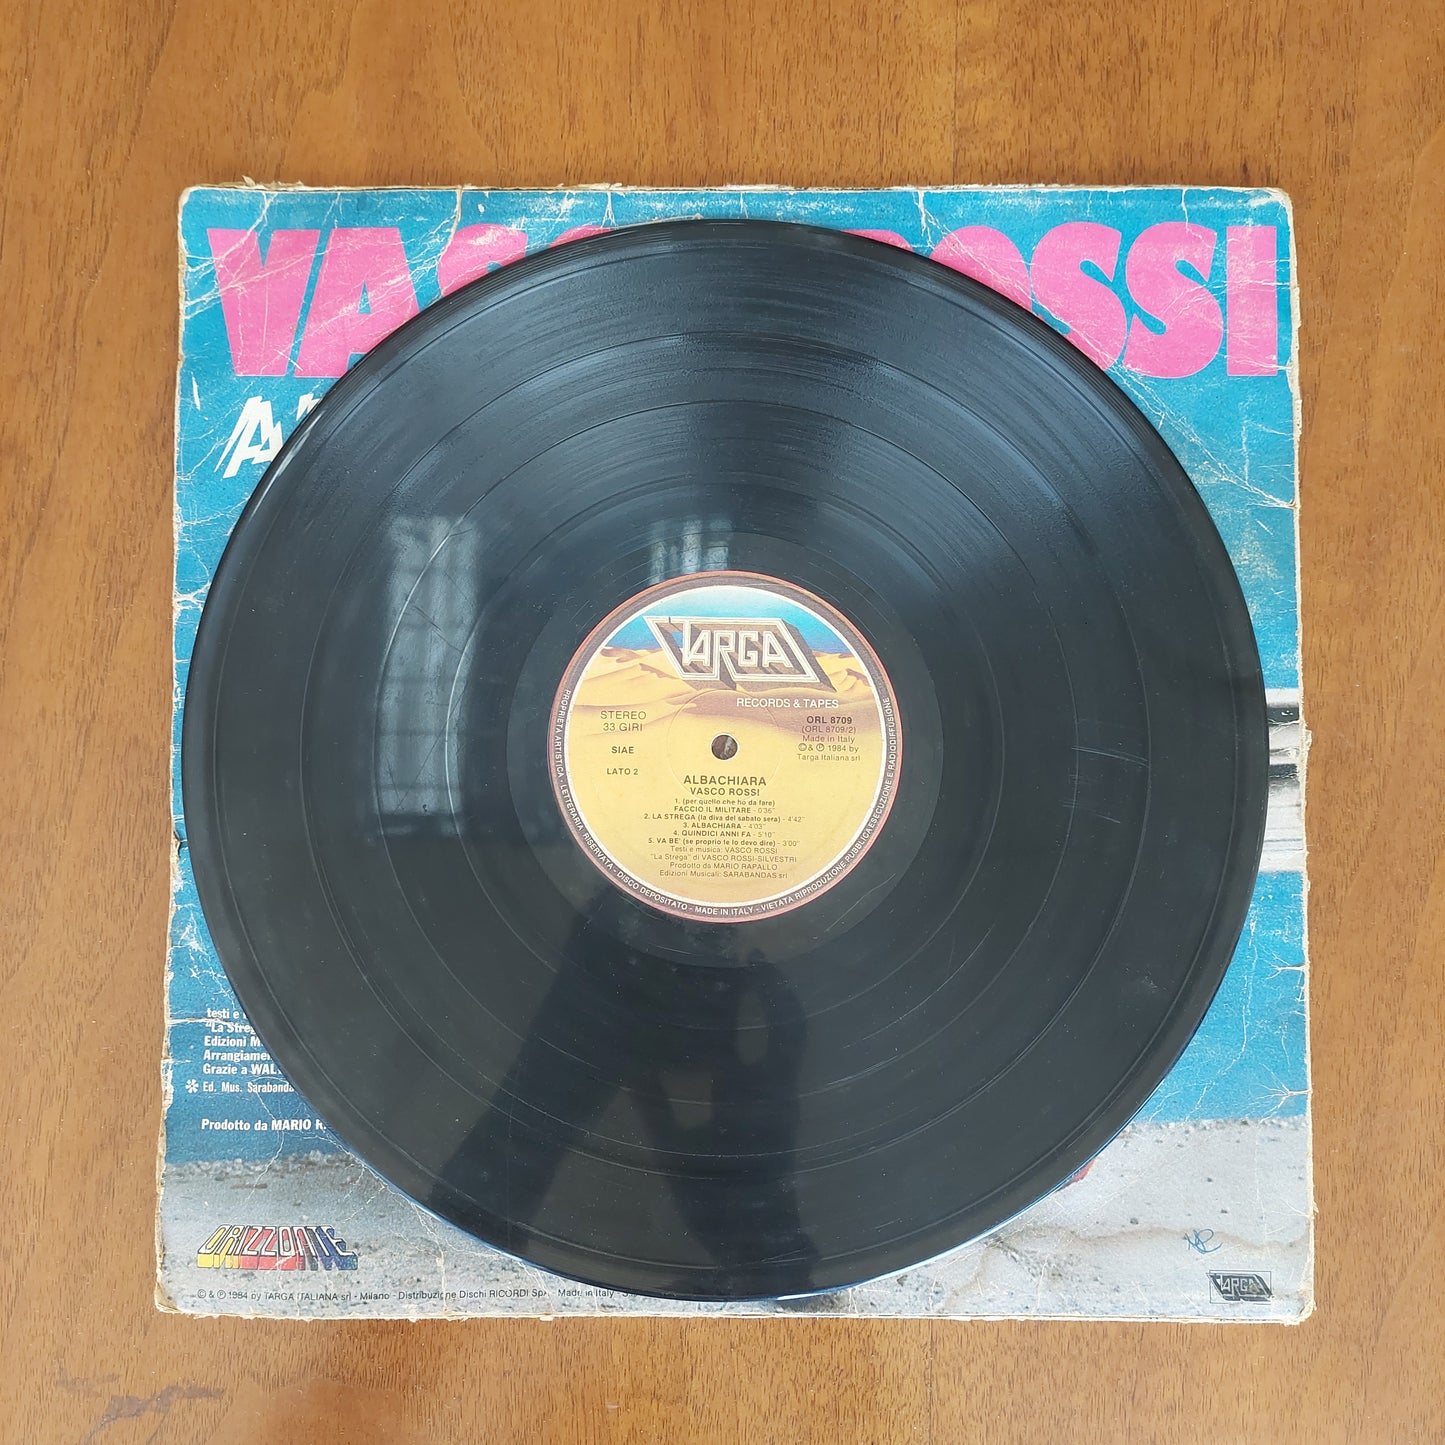 VAS ROSSI
TARGA
RECORDS & TAPES
STEREO
33 GIRI
SIAE
LATO 2
ORL 8709
(ORL 8709/2)
Made in Italy
© & ℗ 1984 by
Targa Italiana srl
ALBACHIARA
VASCO ROSSI
1. (per quello che ho da fare)
FACCIO IL MILITARE - 0'36"
2. LA STREGA (la diva del sabato sera) - 4'42"
3. ALBACHIARA - 4'03"
4. QUINDICI ANNI FA - 5'10"
5. VA BE' (se proprio te lo devo dire) - 3'00"
Testi e musica: VASCO ROSSI
"La Strega" di VASCO ROSSI-SILVESTRI
Prodotto da MARIO RAPALLO
Edizioni Musicali: SARABANDAS srl
PROPRIETÀ ARTISTICA - LETTERARIA RISERVATA - DISCO DEPOSITATO - MADE IN ITALY - VIETATA RIPRODUZIONE PUBBLICA ESECUZIONE E RADIODIFFUSIONE
testi e
"La Streg
Edizioni M
Arrangiamen
Grazie a WAL
✻ Ed. Mus. Sarabanda
Prodotto da MARIO R
ORIZZONTE
© & ℗ 1984 by TARGA ITALIANA srl - Milano - Distribuzione Dischi RICORDI SpA - Made in Italy
TARGA